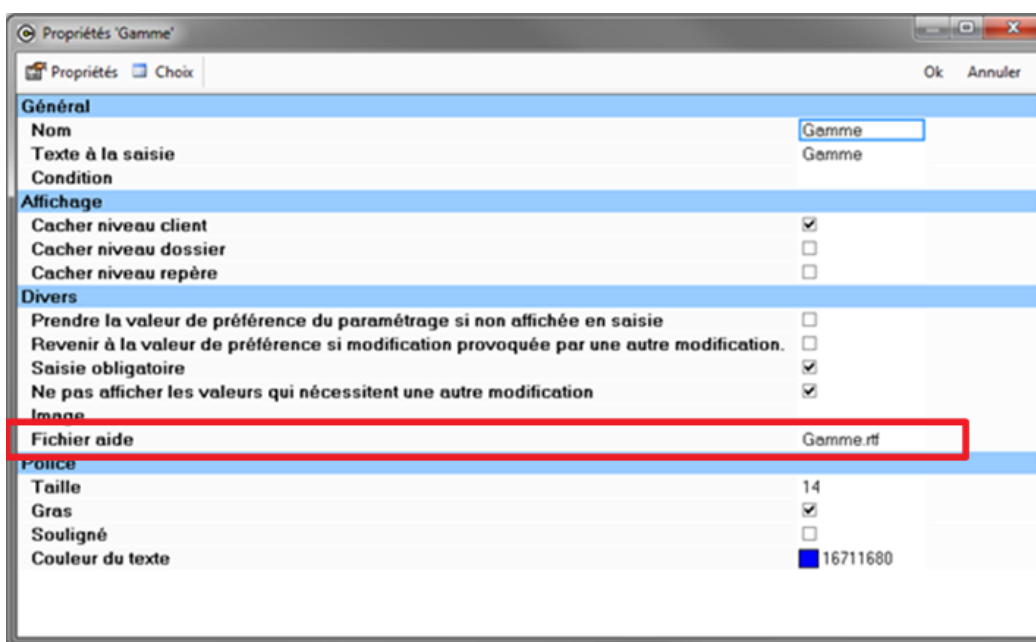 Propriétés 'Gamme'
Propriétés Choix Ok Annuler
Général
Nom Gamme
Texte à la saisie Gamme
Condition
Affichage
Cacher niveau client
Cacher niveau dossier
Cacher niveau repère
Divers
Prendre la valeur de préférence du paramétrage si non affichée en saisie
Revenir à la valeur de préférence si modification provoquée par une autre modification.
Saisie obligatoire
Ne pas afficher les valeurs qui nécessitent une autre modification
Image
Fichier aide Gamme.rtf
Police
Taille 14
Gras
Souligné
Couleur du texte 16711680